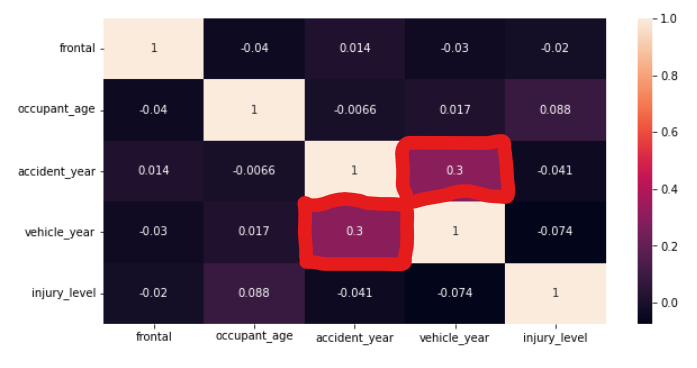 frontal 1 -0.04 0.014 -0.03 -0.02
occupant_age -0.04 1 -0.0066 0.017 0.088
accident_year 0.014 -0.0066 1 0.3 -0.041
vehicle_year -0.03 0.017 0.3 1 -0.074
injury_level -0.02 0.088 -0.041 -0.074 1
frontal occupant_age accident_year vehicle_year injury_level
1.0
0.8
0.6
0.4
0.2
0.0